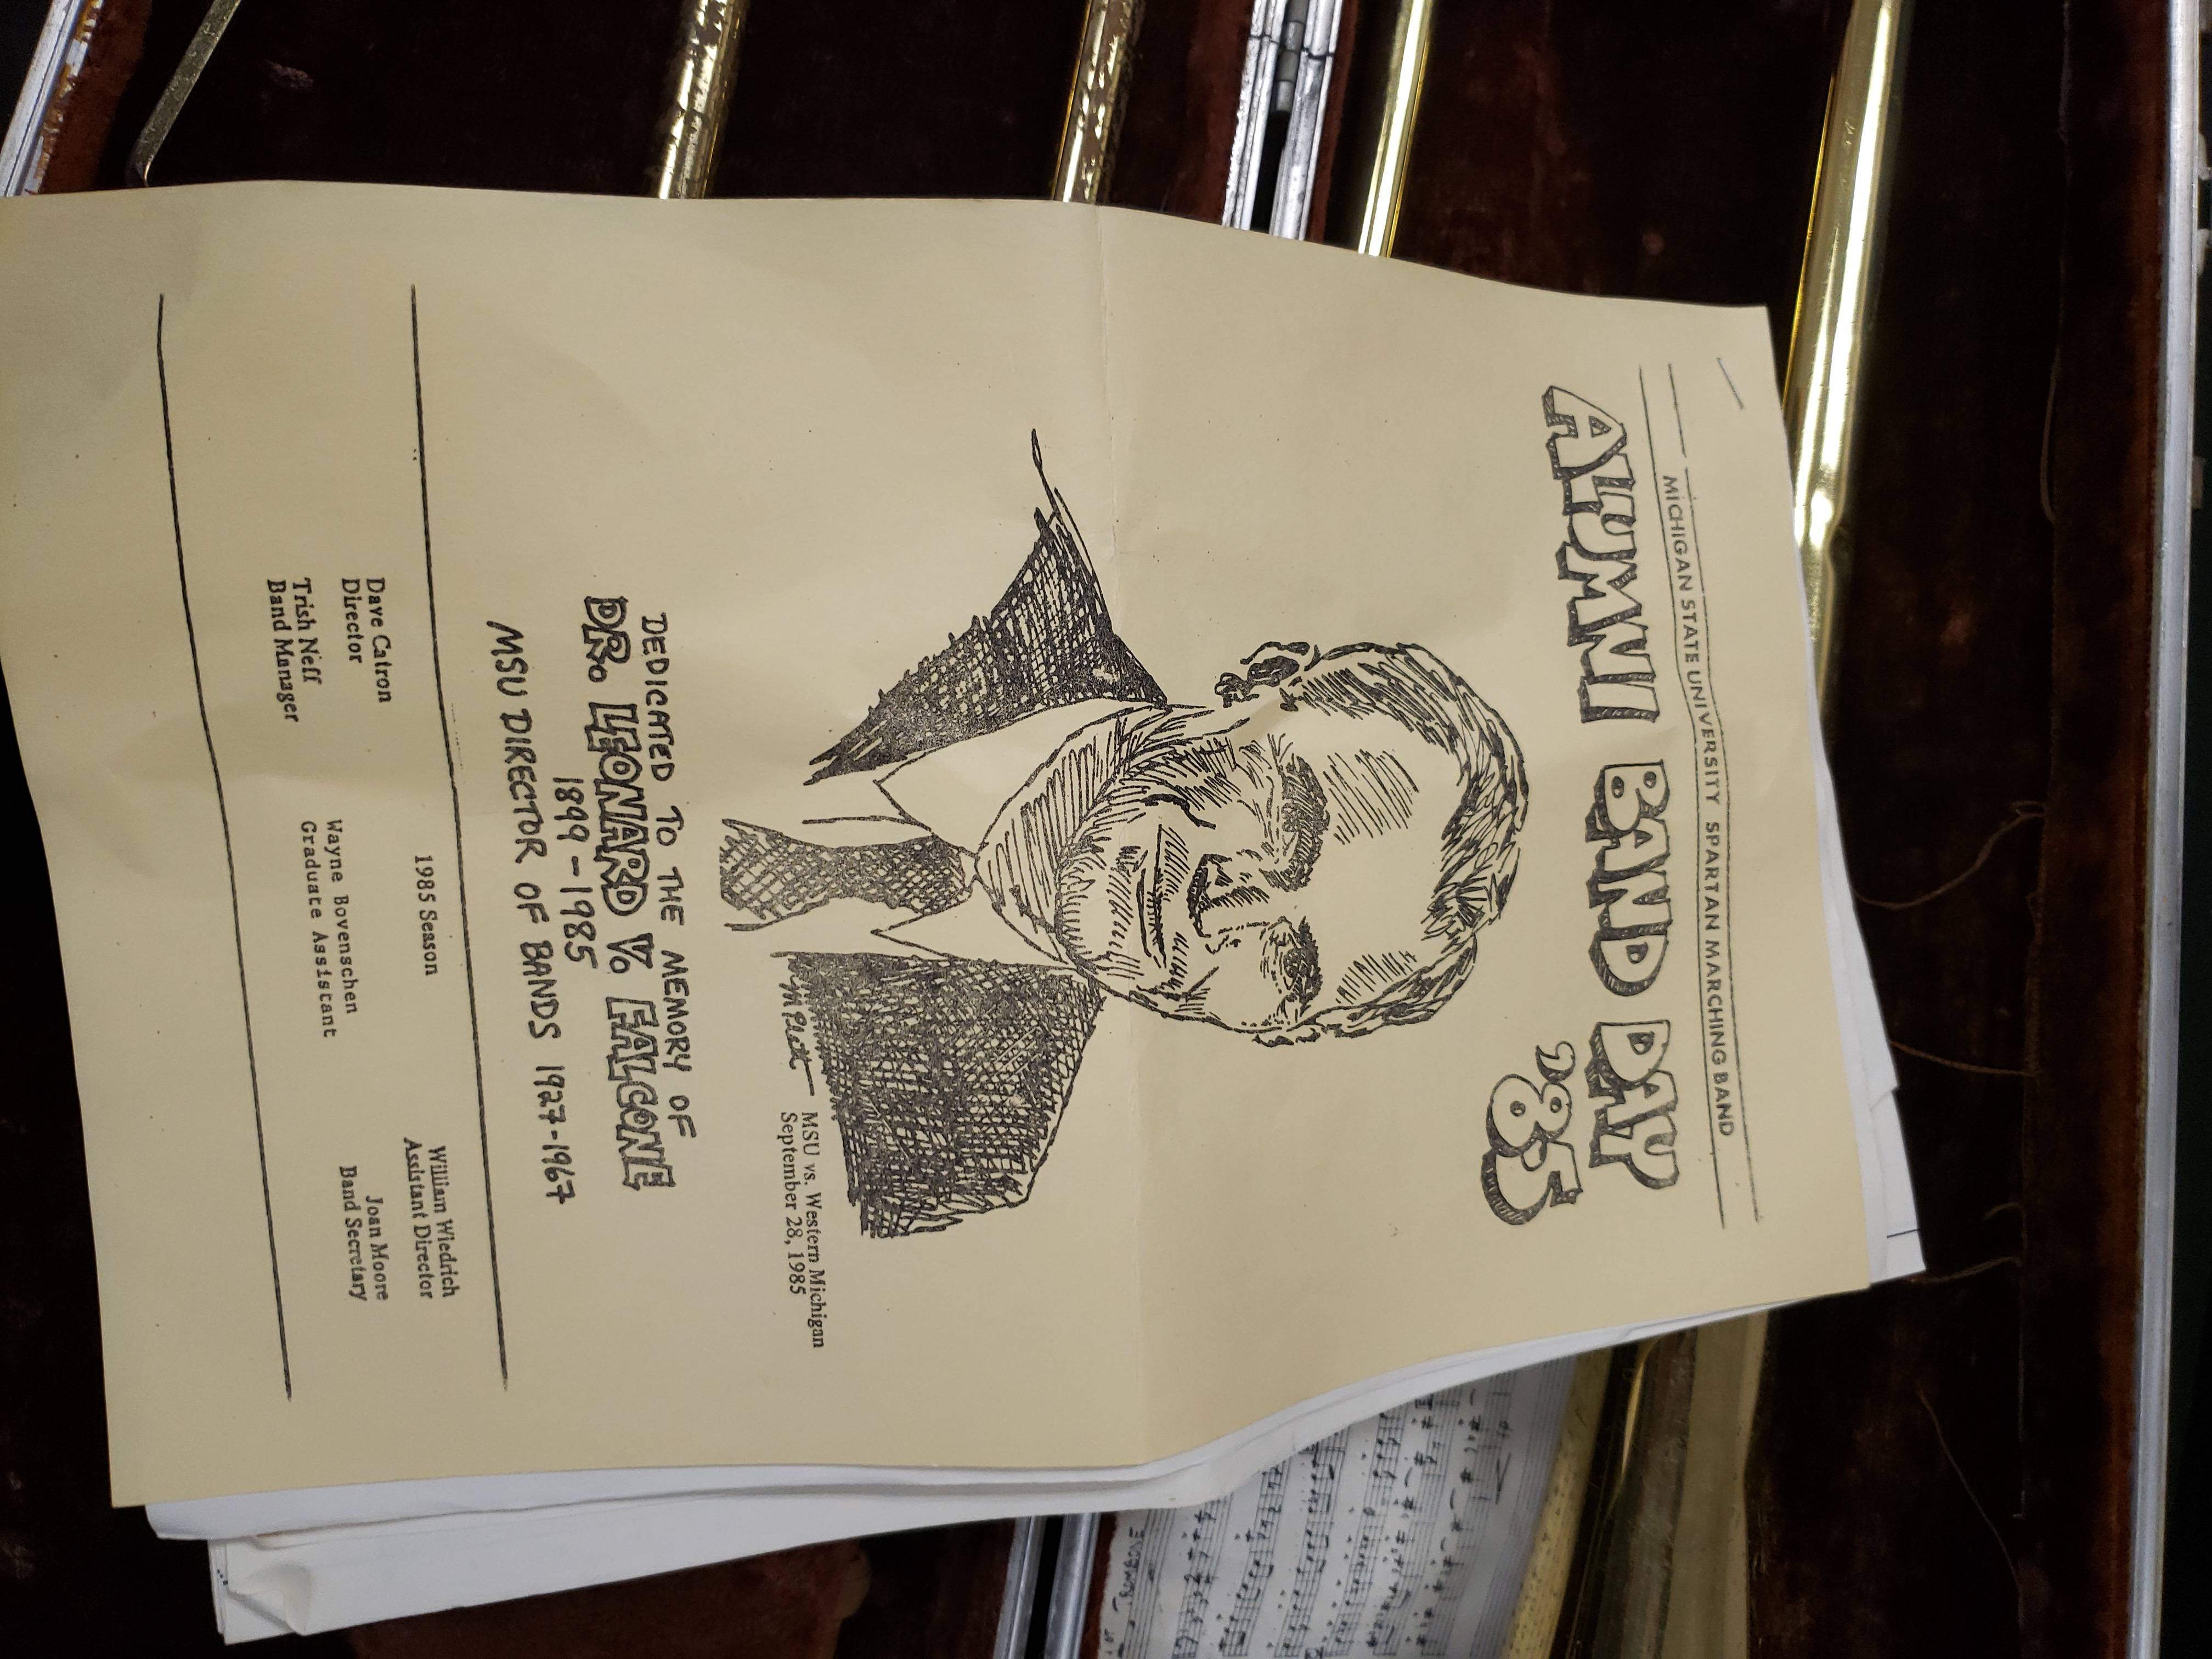 MICHIGAN STATE UNIVERSITY SPARTAN MARCHING BAND
ALUMNI BAND DAY
'85
MSU vs. Western Michigan
September 28, 1985
DEDICATED TO THE MEMORY OF
DR. LEONARD V. FALCONE
1899-1985
MSU DIRECTOR OF BANDS 1927-1967
1985 Season
Dave Catron
Director
William Wiedrich
Assistant Director
Trish Neff
Band Manager
Wayne Bovenschen
Graduate Assistant
Joan Moore
Band Secretary